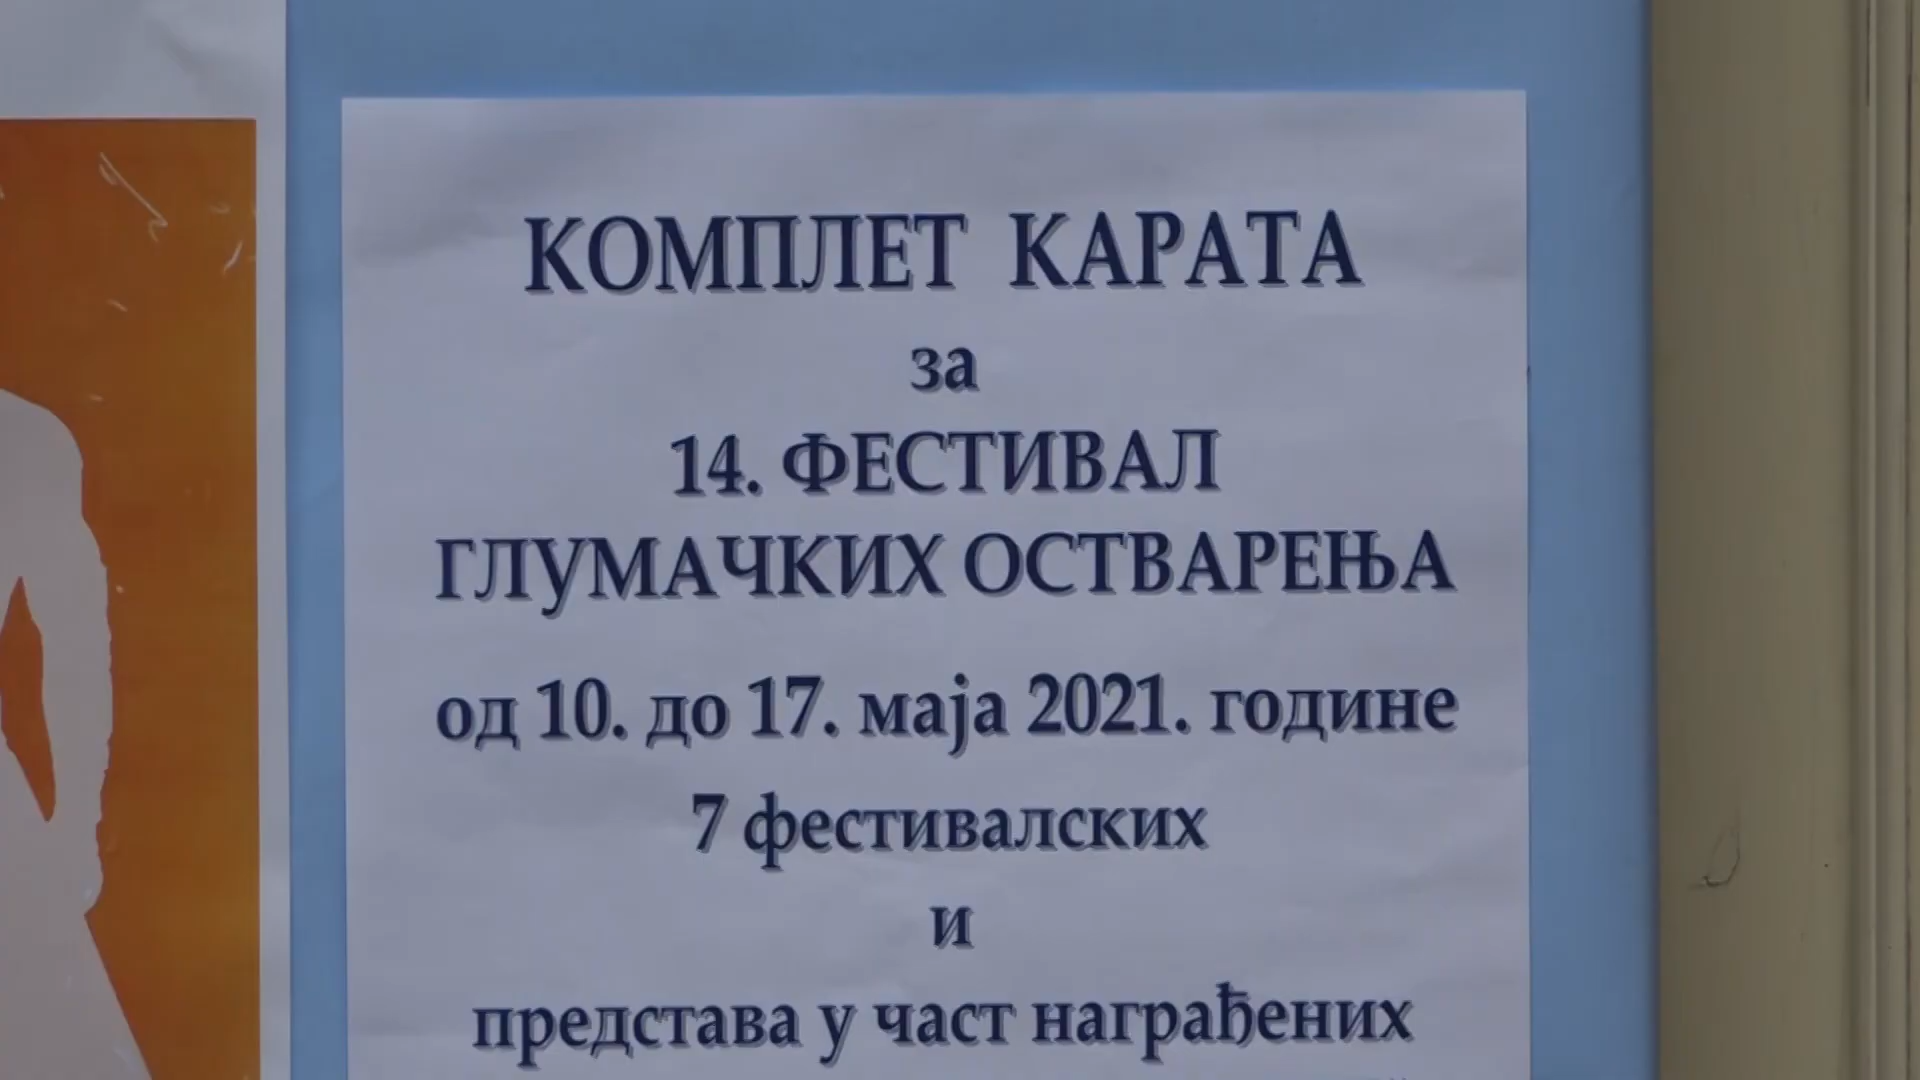 КОМПЛЕТ КАРАТА
за
14. ФЕСТИВАЛ
ГЛУМАЧКИХ ОСТВАРЕЊА
од 10. до 17. маја 2021. године
7 фестивалских
и
представа у част награђених